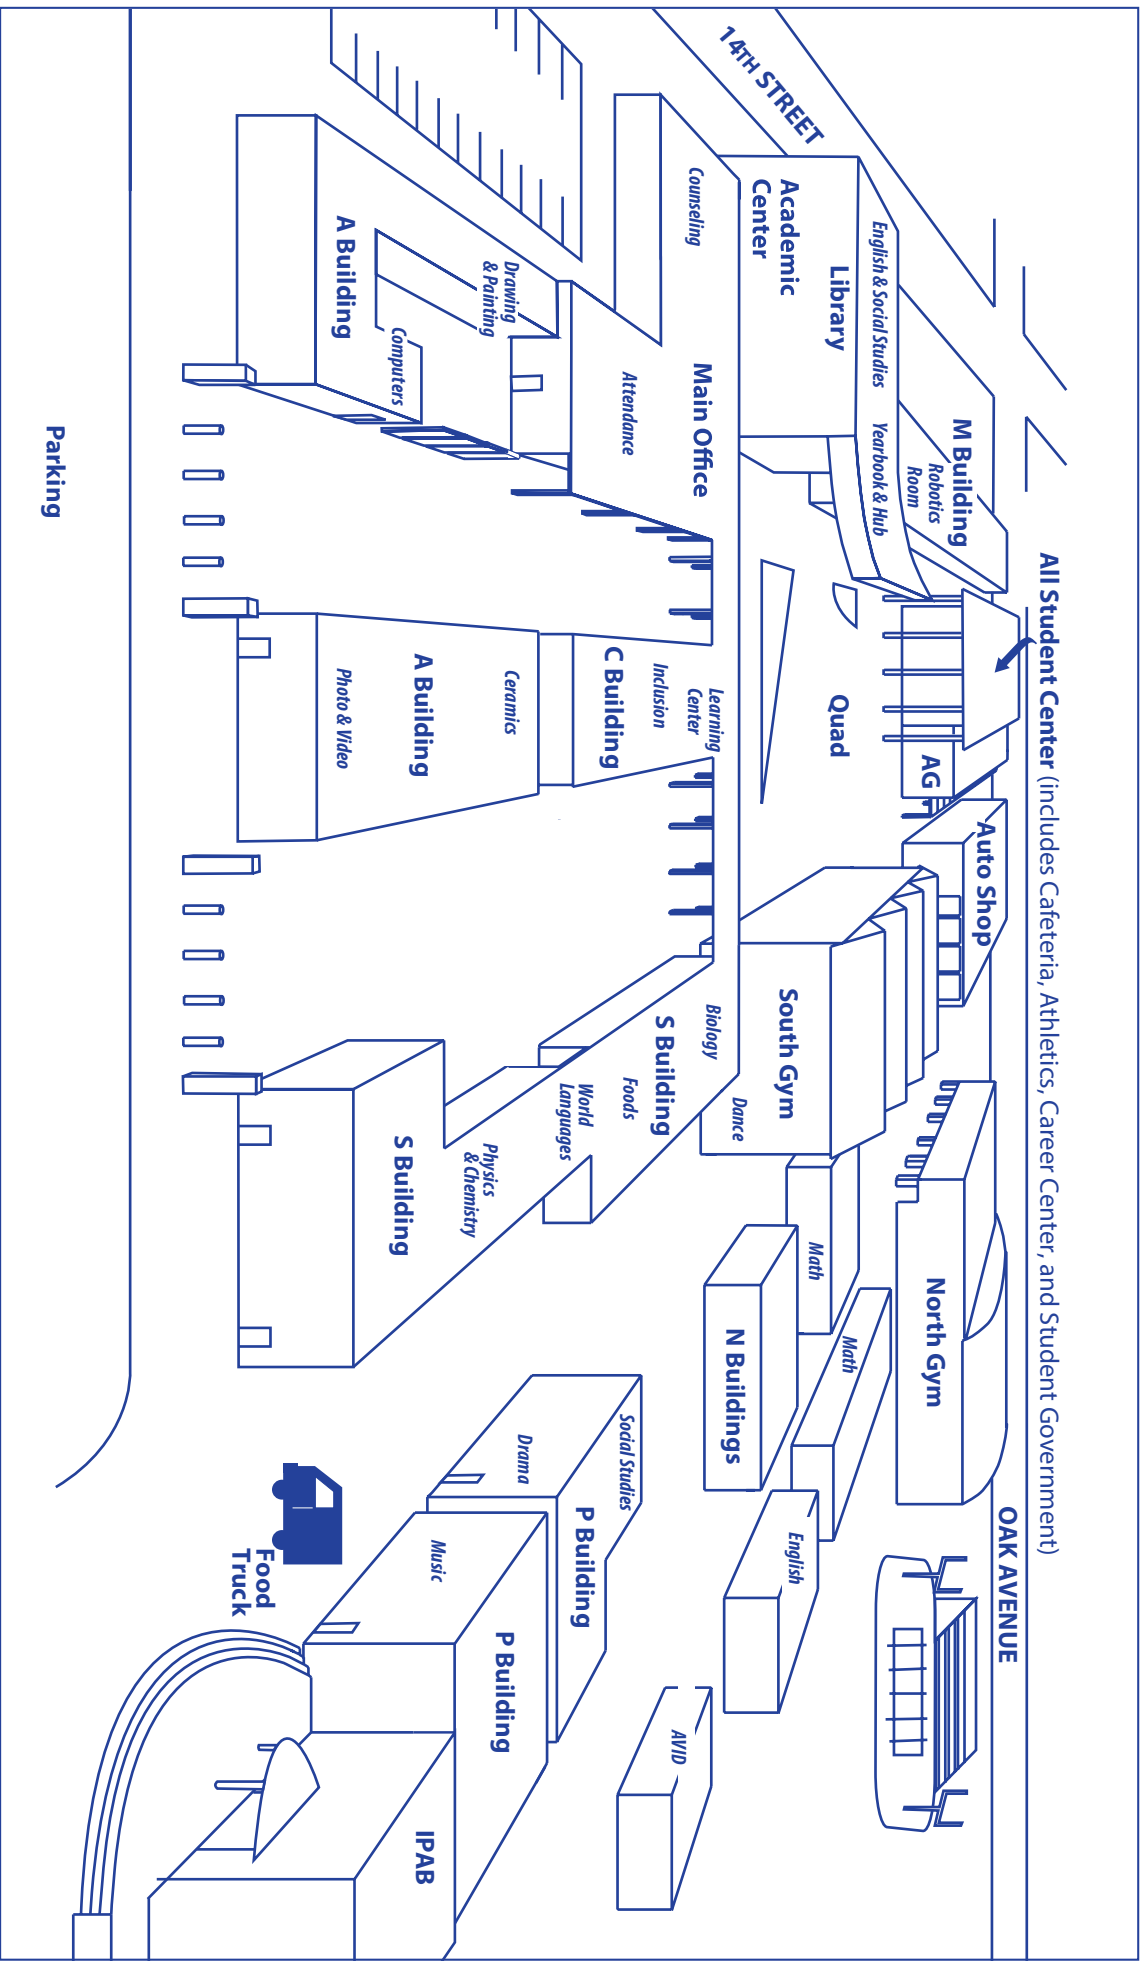 14TH STREET
All Student Center (includes Cafeteria, Athletics, Career Center, and Student Government)
OAK AVENUE
M Building
Robotics
Room
English & Social Studies
Yearbook & Hub
Library
Academic
Center
Counseling
Quad
AG
Auto Shop
South Gym
Dance
North Gym
Math
Math
N Buildings
English
AVID
Main Office
Attendance
Learning
Center
Inclusion
C Building
Biology
S Building
Foods
World
Languages
Physics
& Chemistry
S Building
Drawing
& Painting
Computers
A Building
Ceramics
A Building
Photo & Video
Social Studies
Drama
P Building
Music
P Building
IPAB
Food
Truck
Parking